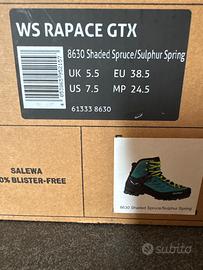 WS RAPACE GTX
8630 Shaded Spruce/Sulphur Spring
UK 5.5 EU 38.5
US 7.5 MP 24.5
61333 8630
SALEWA
0% BLISTER-FREE
8630 Shaded Spruce/Sulphur Spring
subito